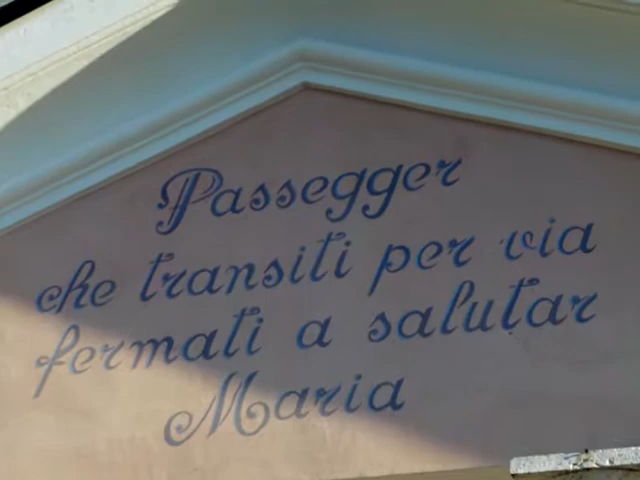 Passegger
che transiti per via
fermati a salutar
Maria